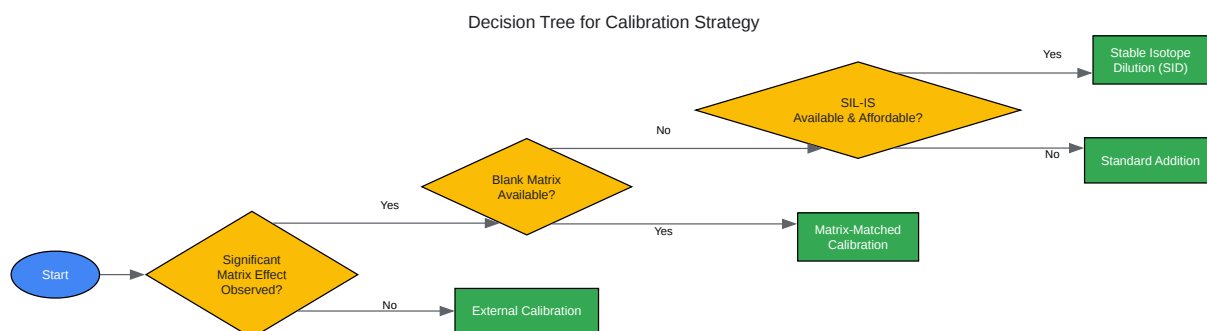 Decision Tree for Calibration Strategy
Start
Significant
Matrix Effect
Observed?
Yes
No
External Calibration
Blank Matrix
Available?
No
Yes
Matrix-Matched
Calibration
SIL-IS
Available & Affordable?
Yes
No
Stable Isotope
Dilution (SID)
Standard Addition